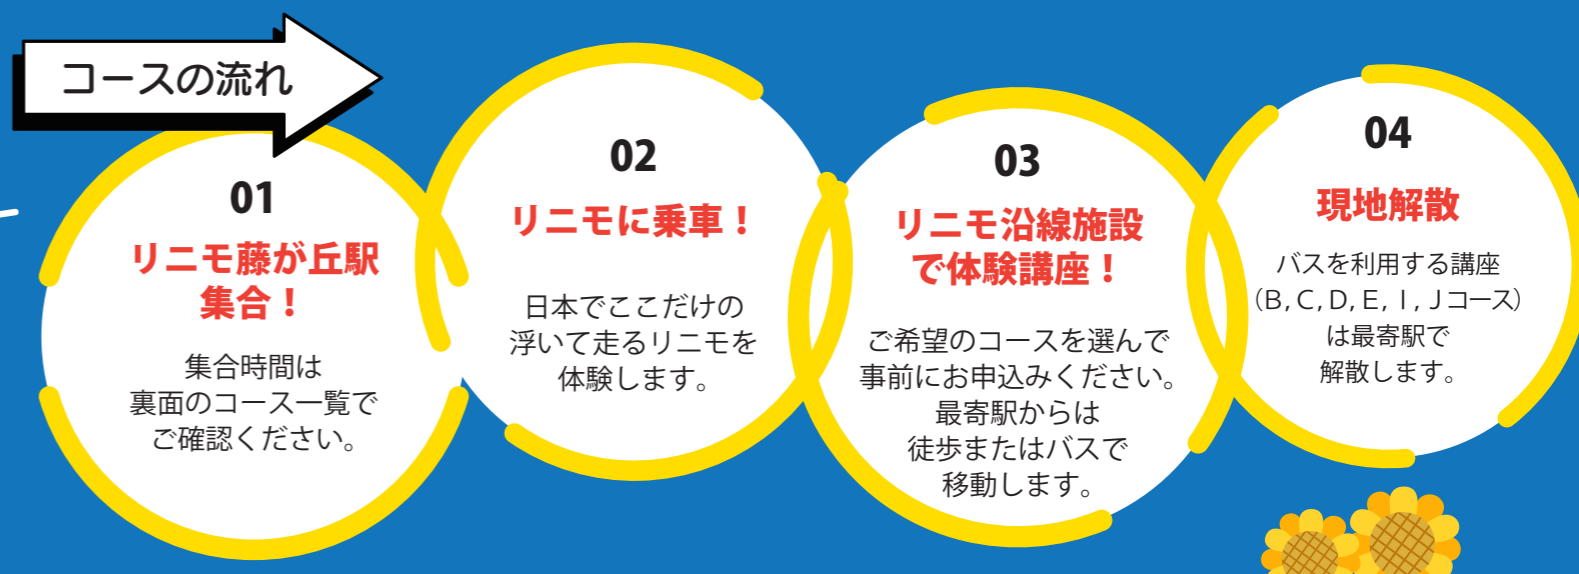 コースの流れ
01
リニモ藤が丘駅
集合！
集合時間は
裏面のコース一覧で
ご確認ください。
02
リニモに乗車！
日本でここだけの
浮いて走るリニモを
体験します。
03
リニモ沿線施設
で体験講座！
ご希望のコースを選んで
事前にお申込みください。
最寄駅からは
徒歩またはバスで
移動します。
04
現地解散
バスを利用する講座
（B, C, D, E, I, Jコース）
は最寄駅で
解散します。